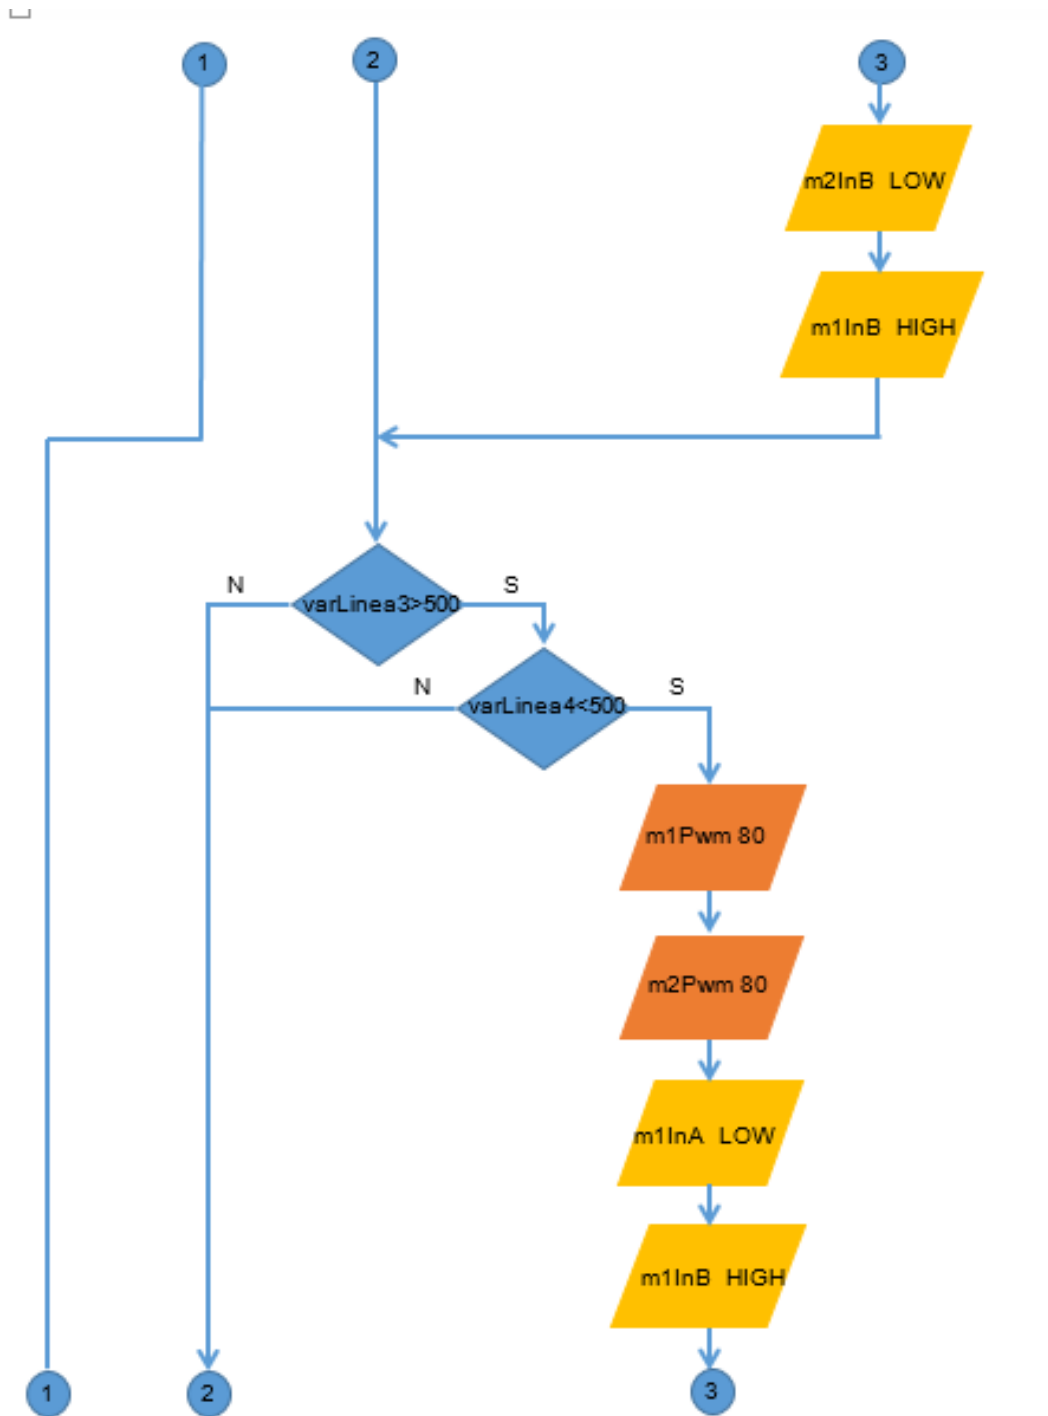 1
2
3
m2InB LOW
m1InB HIGH
N
S
varLinea3>500
N
S
varLinea4<500
m1Pwm 80
m2Pwm 80
m1InA LOW
m1InB HIGH
1
2
3